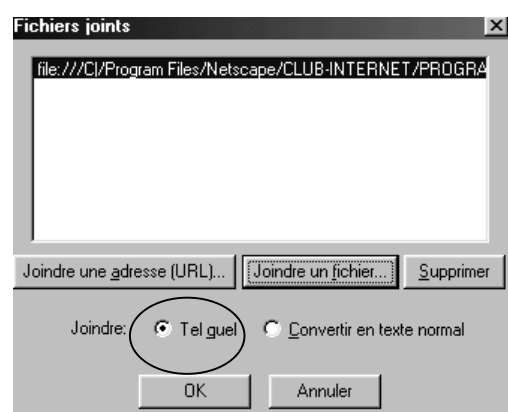 Fichiers joints
file:///C|/Program Files/Netscape/CLUB-INTERNET/PROGRA
Joindre une adresse (URL)... Joindre un fichier... Supprimer
Joindre: Tel quel Convertir en texte normal
OK Annuler